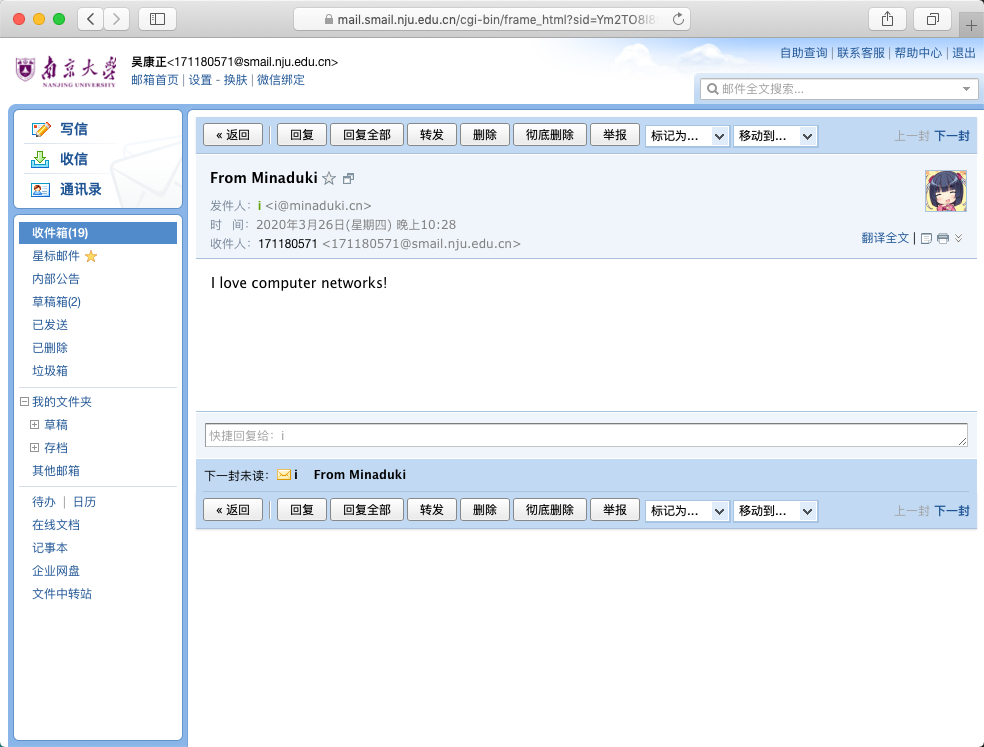 mail.smail.nju.edu.cn/cgi-bin/frame_html?sid=Ym2TO8I8
南京大学
NANJING UNIVERSITY
吴康正<171180571@smail.nju.edu.cn>
邮箱首页 | 设置 - 换肤 | 微信绑定
自助查询 | 联系客服 | 帮助中心 | 退出
邮件全文搜索...
写信
收信
通讯录
收件箱(19)
星标邮件
内部公告
草稿箱(2)
已发送
已删除
垃圾箱
我的文件夹
草稿
存档
其他邮箱
待办 | 日历
在线文档
记事本
企业网盘
文件中转站
« 返回 回复 回复全部 转发 删除 彻底删除 举报 标记为... 移动到... 上一封 下一封
From Minaduki
发件人: i <i@minaduki.cn>
时 间: 2020年3月26日(星期四) 晚上10:28
收件人: 171180571 <171180571@smail.nju.edu.cn>
翻译全文 |
I love computer networks!
快捷回复给: i
下一封未读: i From Minaduki
« 返回 回复 回复全部 转发 删除 彻底删除 举报 标记为... 移动到... 上一封 下一封